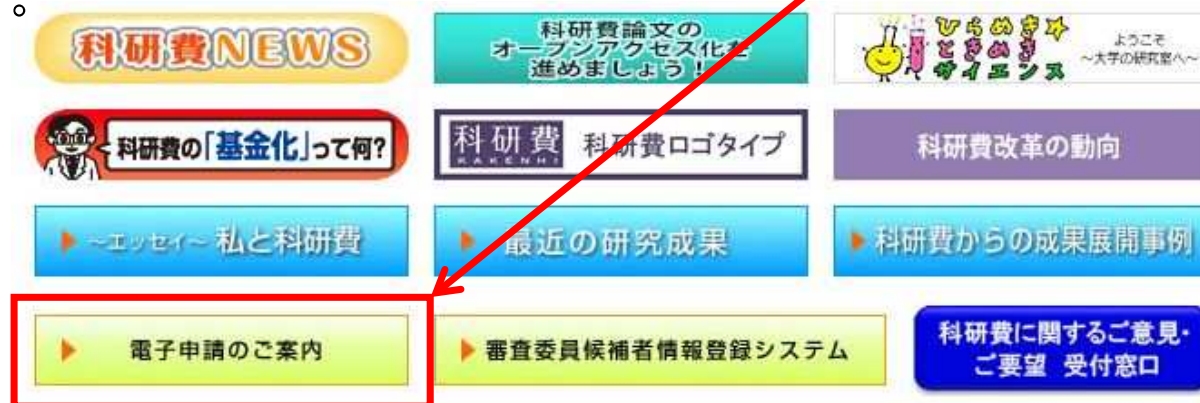 。
科研費NEWS
科研費論文の
オープンアクセス化を
進めましょう!
ひらめき☆
ときめき
サイエンス
ようこそ
~大学の研究室へ~
科研費の「基金化」って何?
科研費
KAKENHI
科研費ロゴタイプ
科研費改革の動向
~エッセイ~ 私と科研費
最近の研究成果
科研費からの成果展開事例
電子申請のご案内
審査委員候補者情報登録システム
科研費に関するご意見・
ご要望 受付窓口